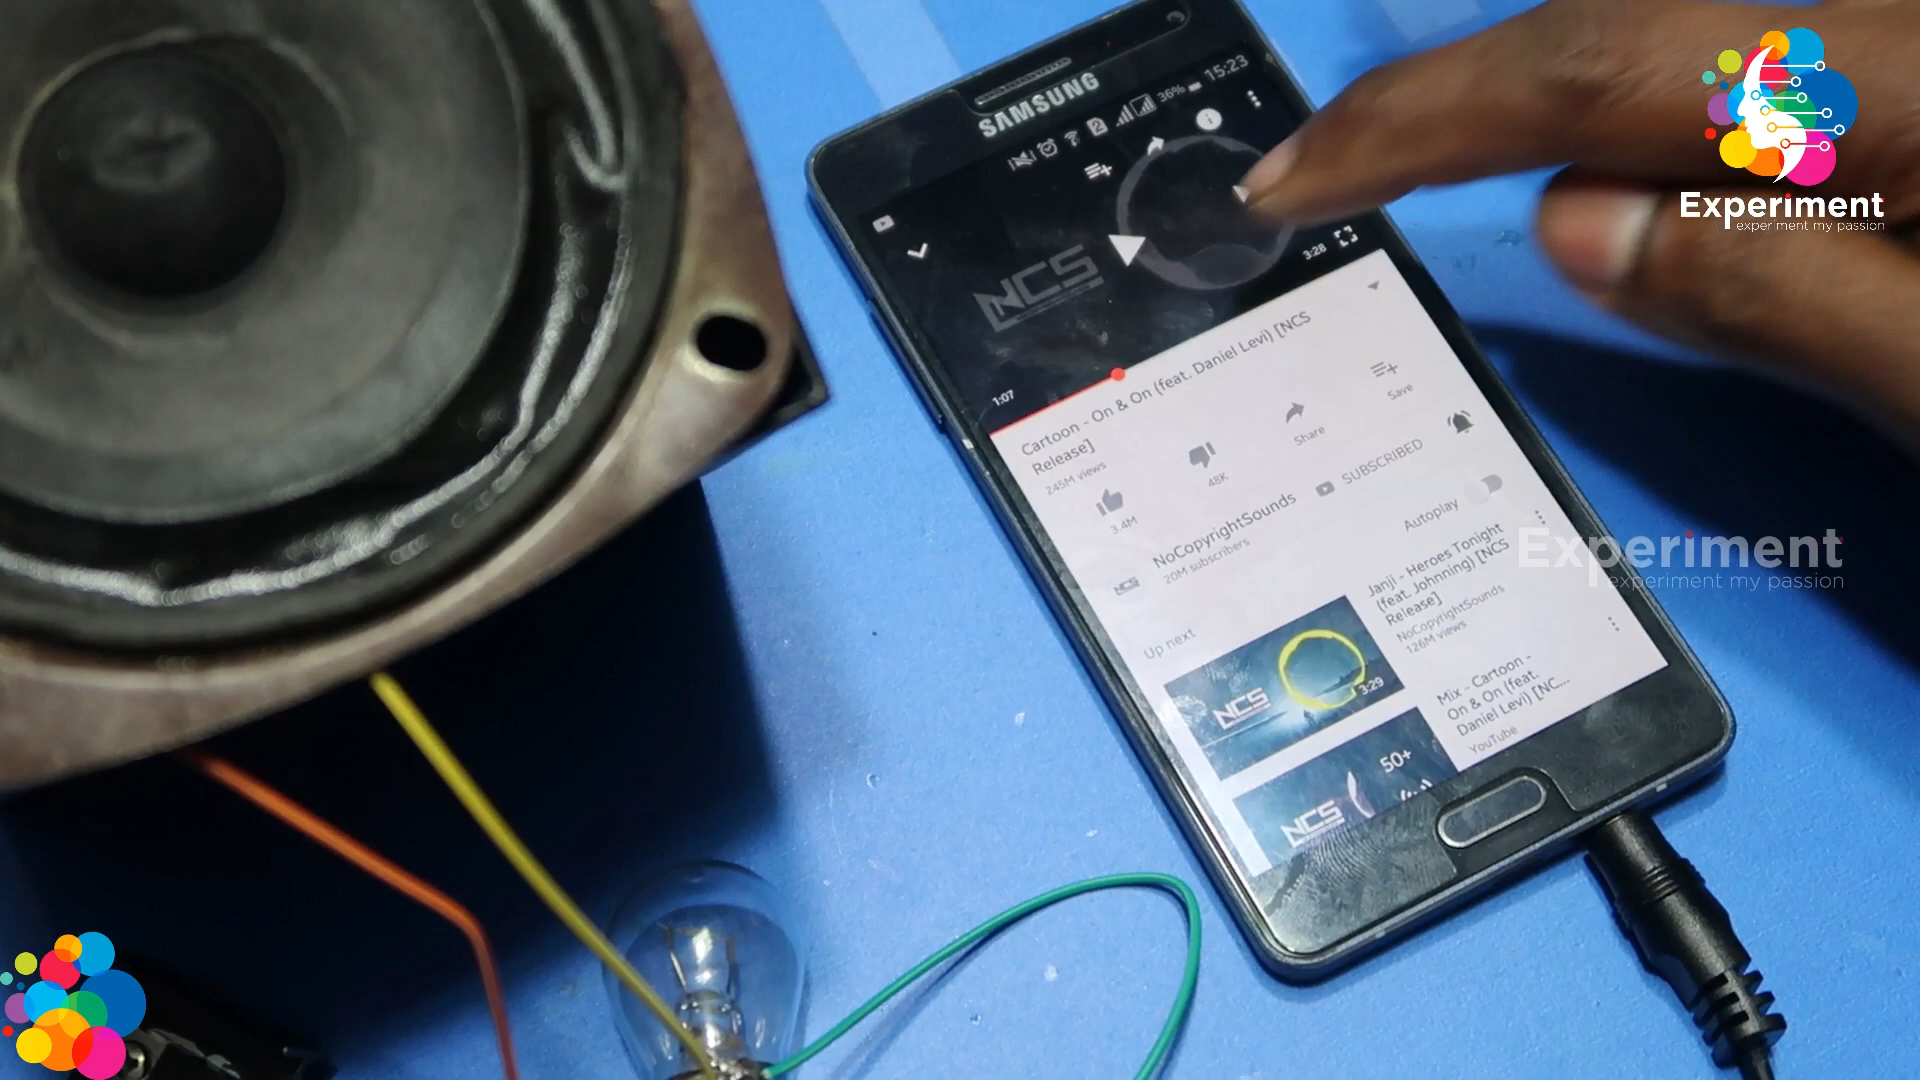 SAMSUNG
2
36%
15:23
NCS
1:07
3:28
Cartoon - On & On (feat. Daniel Levi) [NCS
Release]
245M views
3.4M
48K
Share
Save
NoCopyrightSounds
20M subscribers
SUBSCRIBED
Autoplay
Up next
NCS
3:29
Janji - Heroes Tonight
(feat. Johnning) [NCS
Release]
NoCopyrightSounds
126M views
NCS
50+
Mix - Cartoon -
On & On (feat.
Daniel Levi) [NC...
YouTube
Experiment
experiment my passion
Experiment
experiment my passion